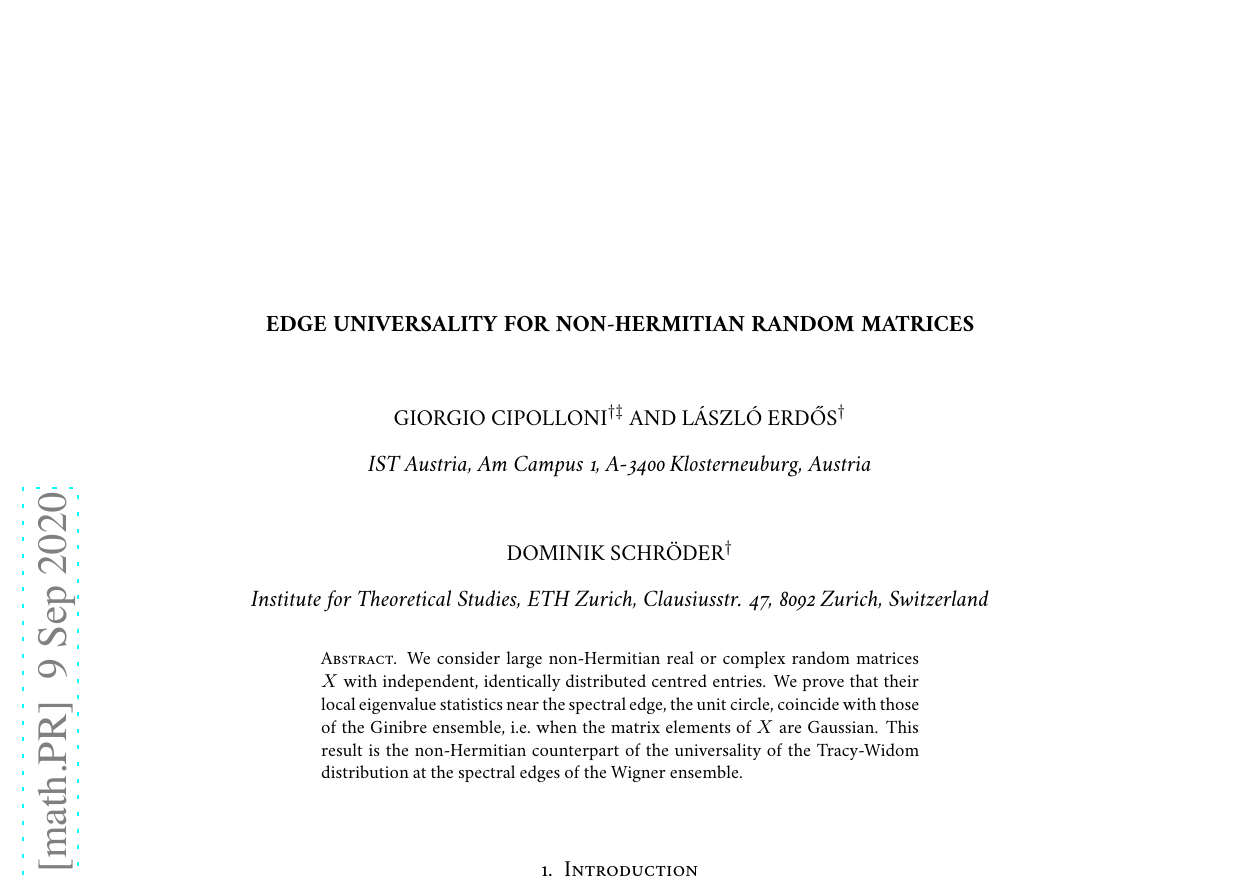 EDGE UNIVERSALITY FOR NON-HERMITIAN RANDOM MATRICES
GIORGIO CIPOLLONI†‡ AND LÁSZLÓ ERDŐS†
IST Austria, Am Campus 1, A-3400 Klosterneuburg, Austria
DOMINIK SCHRÖDER†
Institute for Theoretical Studies, ETH Zurich, Clausiusstr. 47, 8092 Zurich, Switzerland
Abstract. We consider large non-Hermitian real or complex random matrices
X with independent, identically distributed centred entries. We prove that their
local eigenvalue statistics near the spectral edge, the unit circle, coincide with those
of the Ginibre ensemble, i.e. when the matrix elements of X are Gaussian. This
result is the non-Hermitian counterpart of the universality of the Tracy-Widom
distribution at the spectral edges of the Wigner ensemble.
1. Introduction
[math.PR] 9 Sep 2020